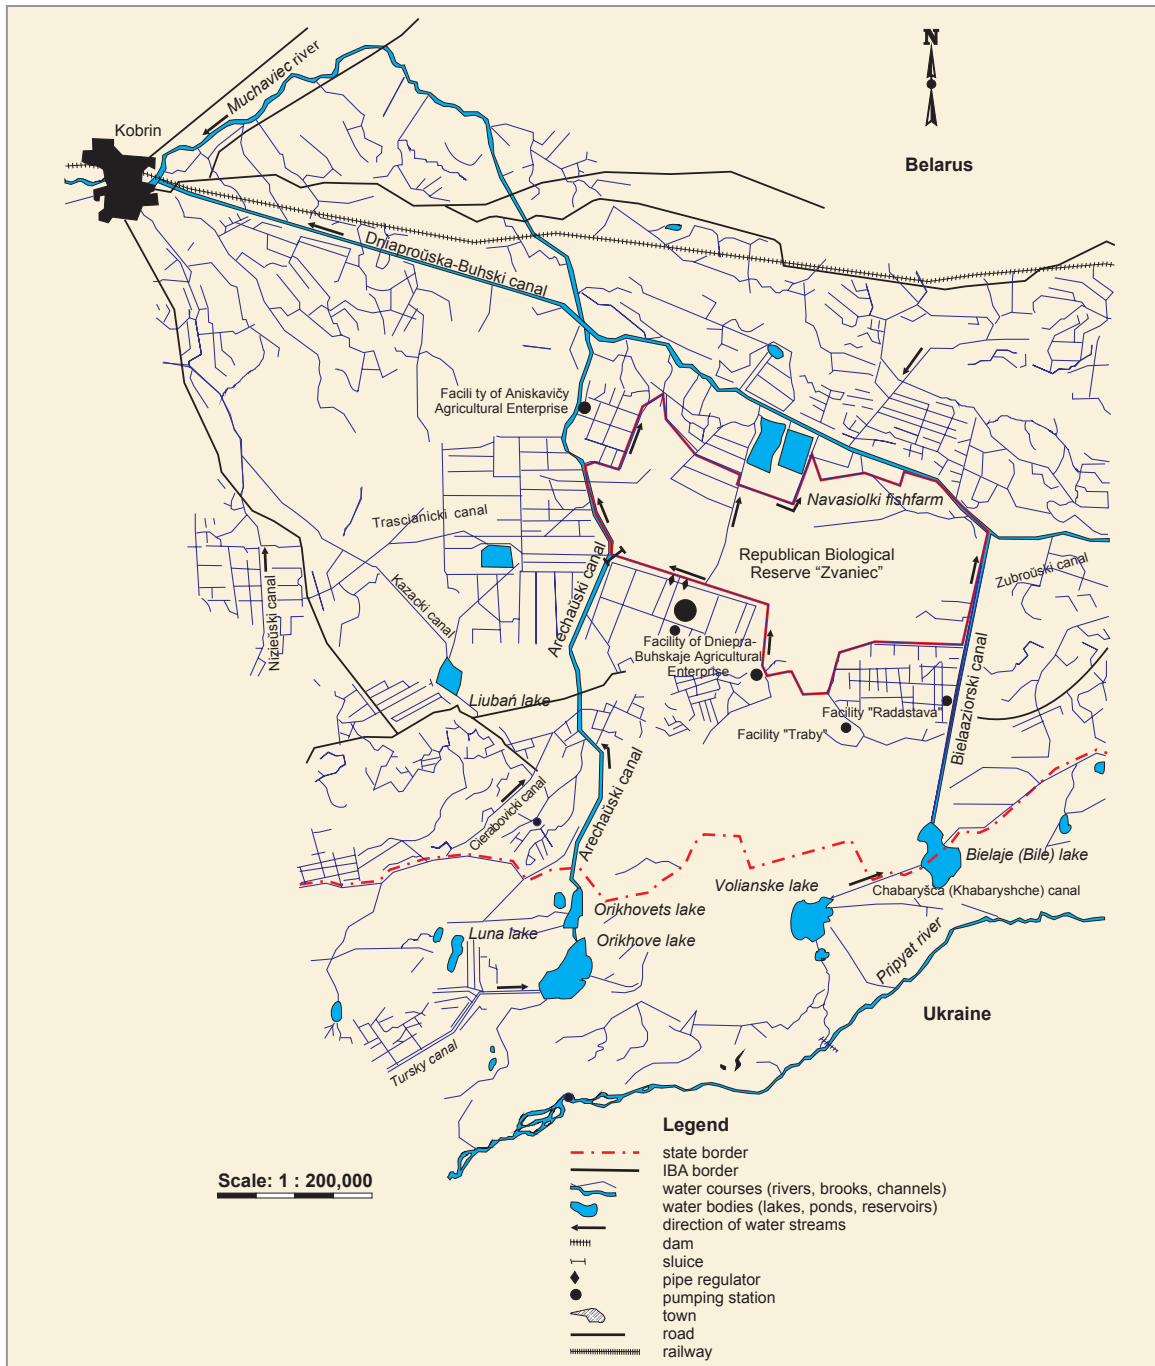 N
Muchaviec river
Kobrin
Belarus
Dniaproŭska-Buhski canal
Facili ty of Aniskavičy
Agricultural Enterprise
Navasiolki fishfarm
Trascianicki canal
Republican Biological
Reserve “Zvaniec”
Zubroŭski canal
Arechaŭski canal
Kazacki canal
Nizieŭski canal
Facility of Dniepra-
Buhskaje Agricultural
Enterprise
Liubań lake
Facility "Radastava"
Facility "Traby"
Bielaaziorski canal
Arechaŭski canal
Cierabovicki canal
Bielaje (Bile) lake
Volianske lake
Chabaryšca (Khabaryshche) canal
Orikhovets lake
Luna lake
Orikhove lake
Pripyat river
Ukraine
Tursky canal
Legend
state border
IBA border
Scale: 1 : 200,000
water courses (rivers, brooks, channels)
water bodies (lakes, ponds, reservoirs)
direction of water streams
dam
sluice
pipe regulator
pumping station
town
road
railway